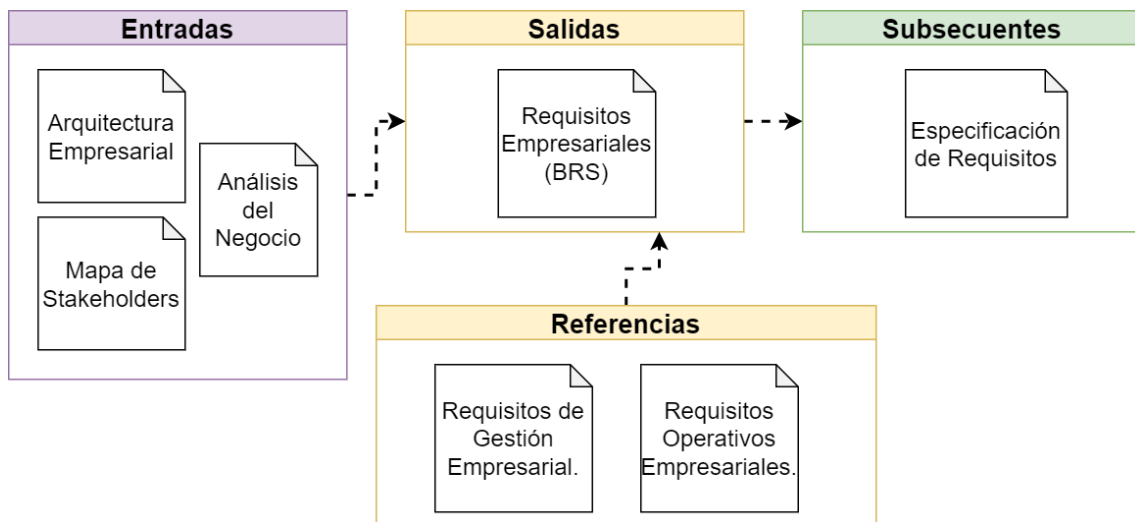 Entradas
Arquitectura
Empresarial
Análisis
del
Negocio
Mapa de
Stakeholders
Salidas
Requisitos
Empresariales
(BRS)
Subsecuentes
Especificación
de Requisitos
Referencias
Requisitos de
Gestión
Empresarial.
Requisitos
Operativos
Empresariales.